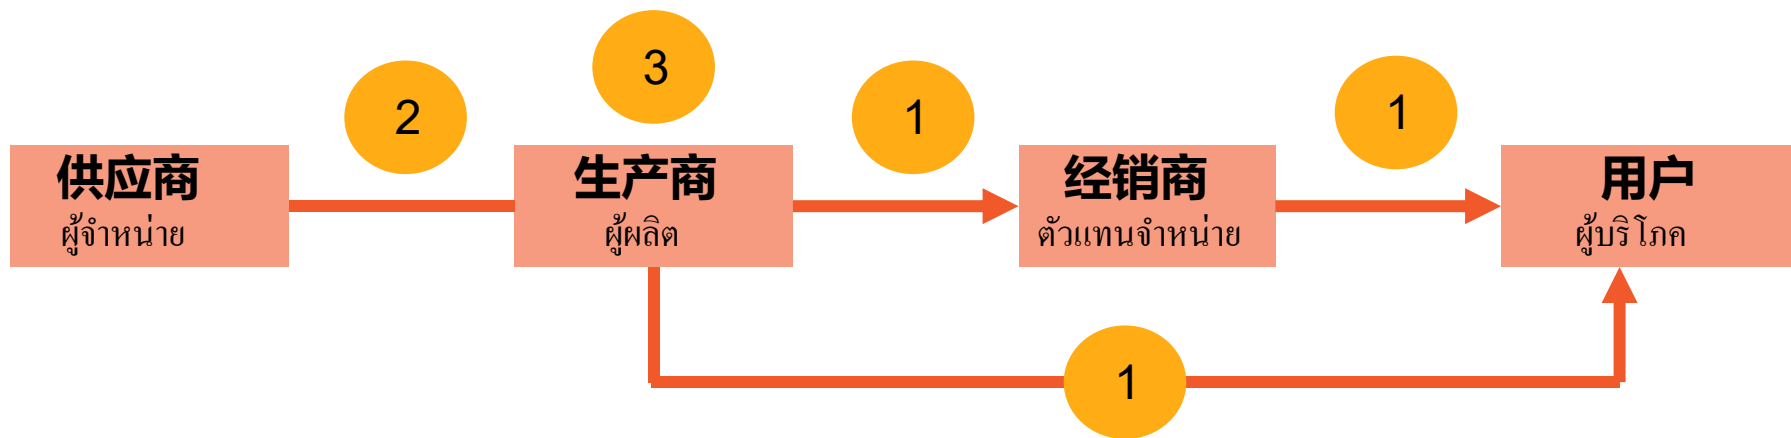 3
2
1
1
供应商
ผู้จำหน่าย
生产商
ผู้ผลิต
经销商
ตัวแทนจำหน่าย
用户
ผู้บริโภค
1